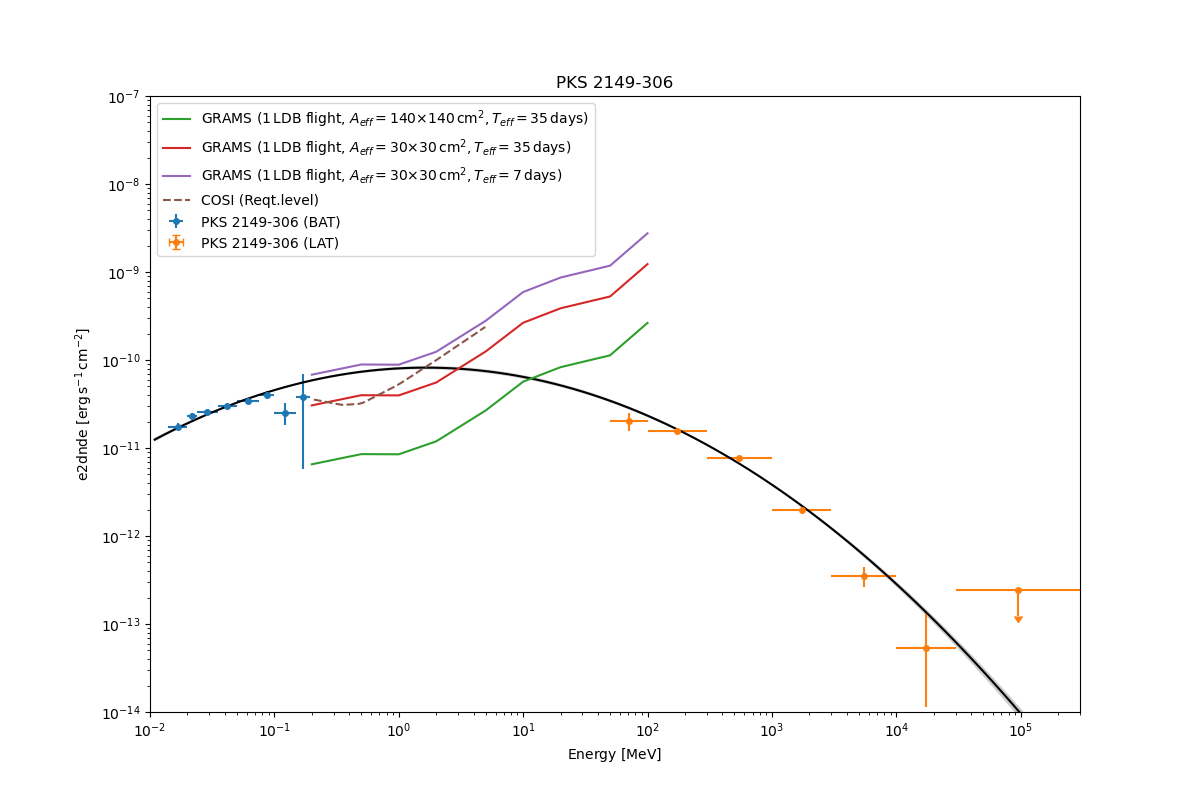 PKS 2149-306
GRAMS (1 LDB flight, A_eff = 140×140 cm², T_eff = 35 days)
GRAMS (1 LDB flight, A_eff = 30×30 cm², T_eff = 35 days)
GRAMS (1 LDB flight, A_eff = 30×30 cm², T_eff = 7 days)
COSI (Reqt.level)
PKS 2149-306 (BAT)
PKS 2149-306 (LAT)
10⁻⁷
10⁻⁸
10⁻⁹
10⁻¹⁰
10⁻¹¹
10⁻¹²
10⁻¹³
10⁻¹⁴
e2dnde [erg s⁻¹ cm⁻²]
10⁻² 10⁻¹ 10⁰ 10¹ 10² 10³ 10⁴ 10⁵
Energy [MeV]